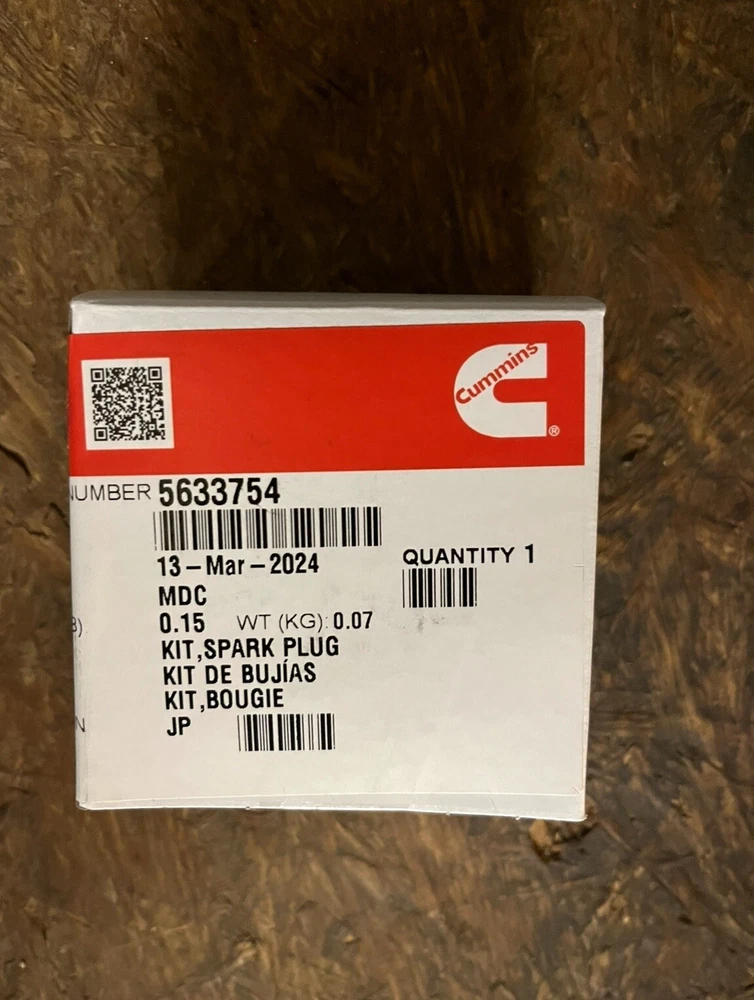 Cummins
®
UMBER 5633754
13-Mar-2024
QUANTITY 1
MDC
) 0.15 WT (KG): 0.07
KIT,SPARK PLUG
KIT DE BUJÍAS
KIT,BOUGIE
N JP